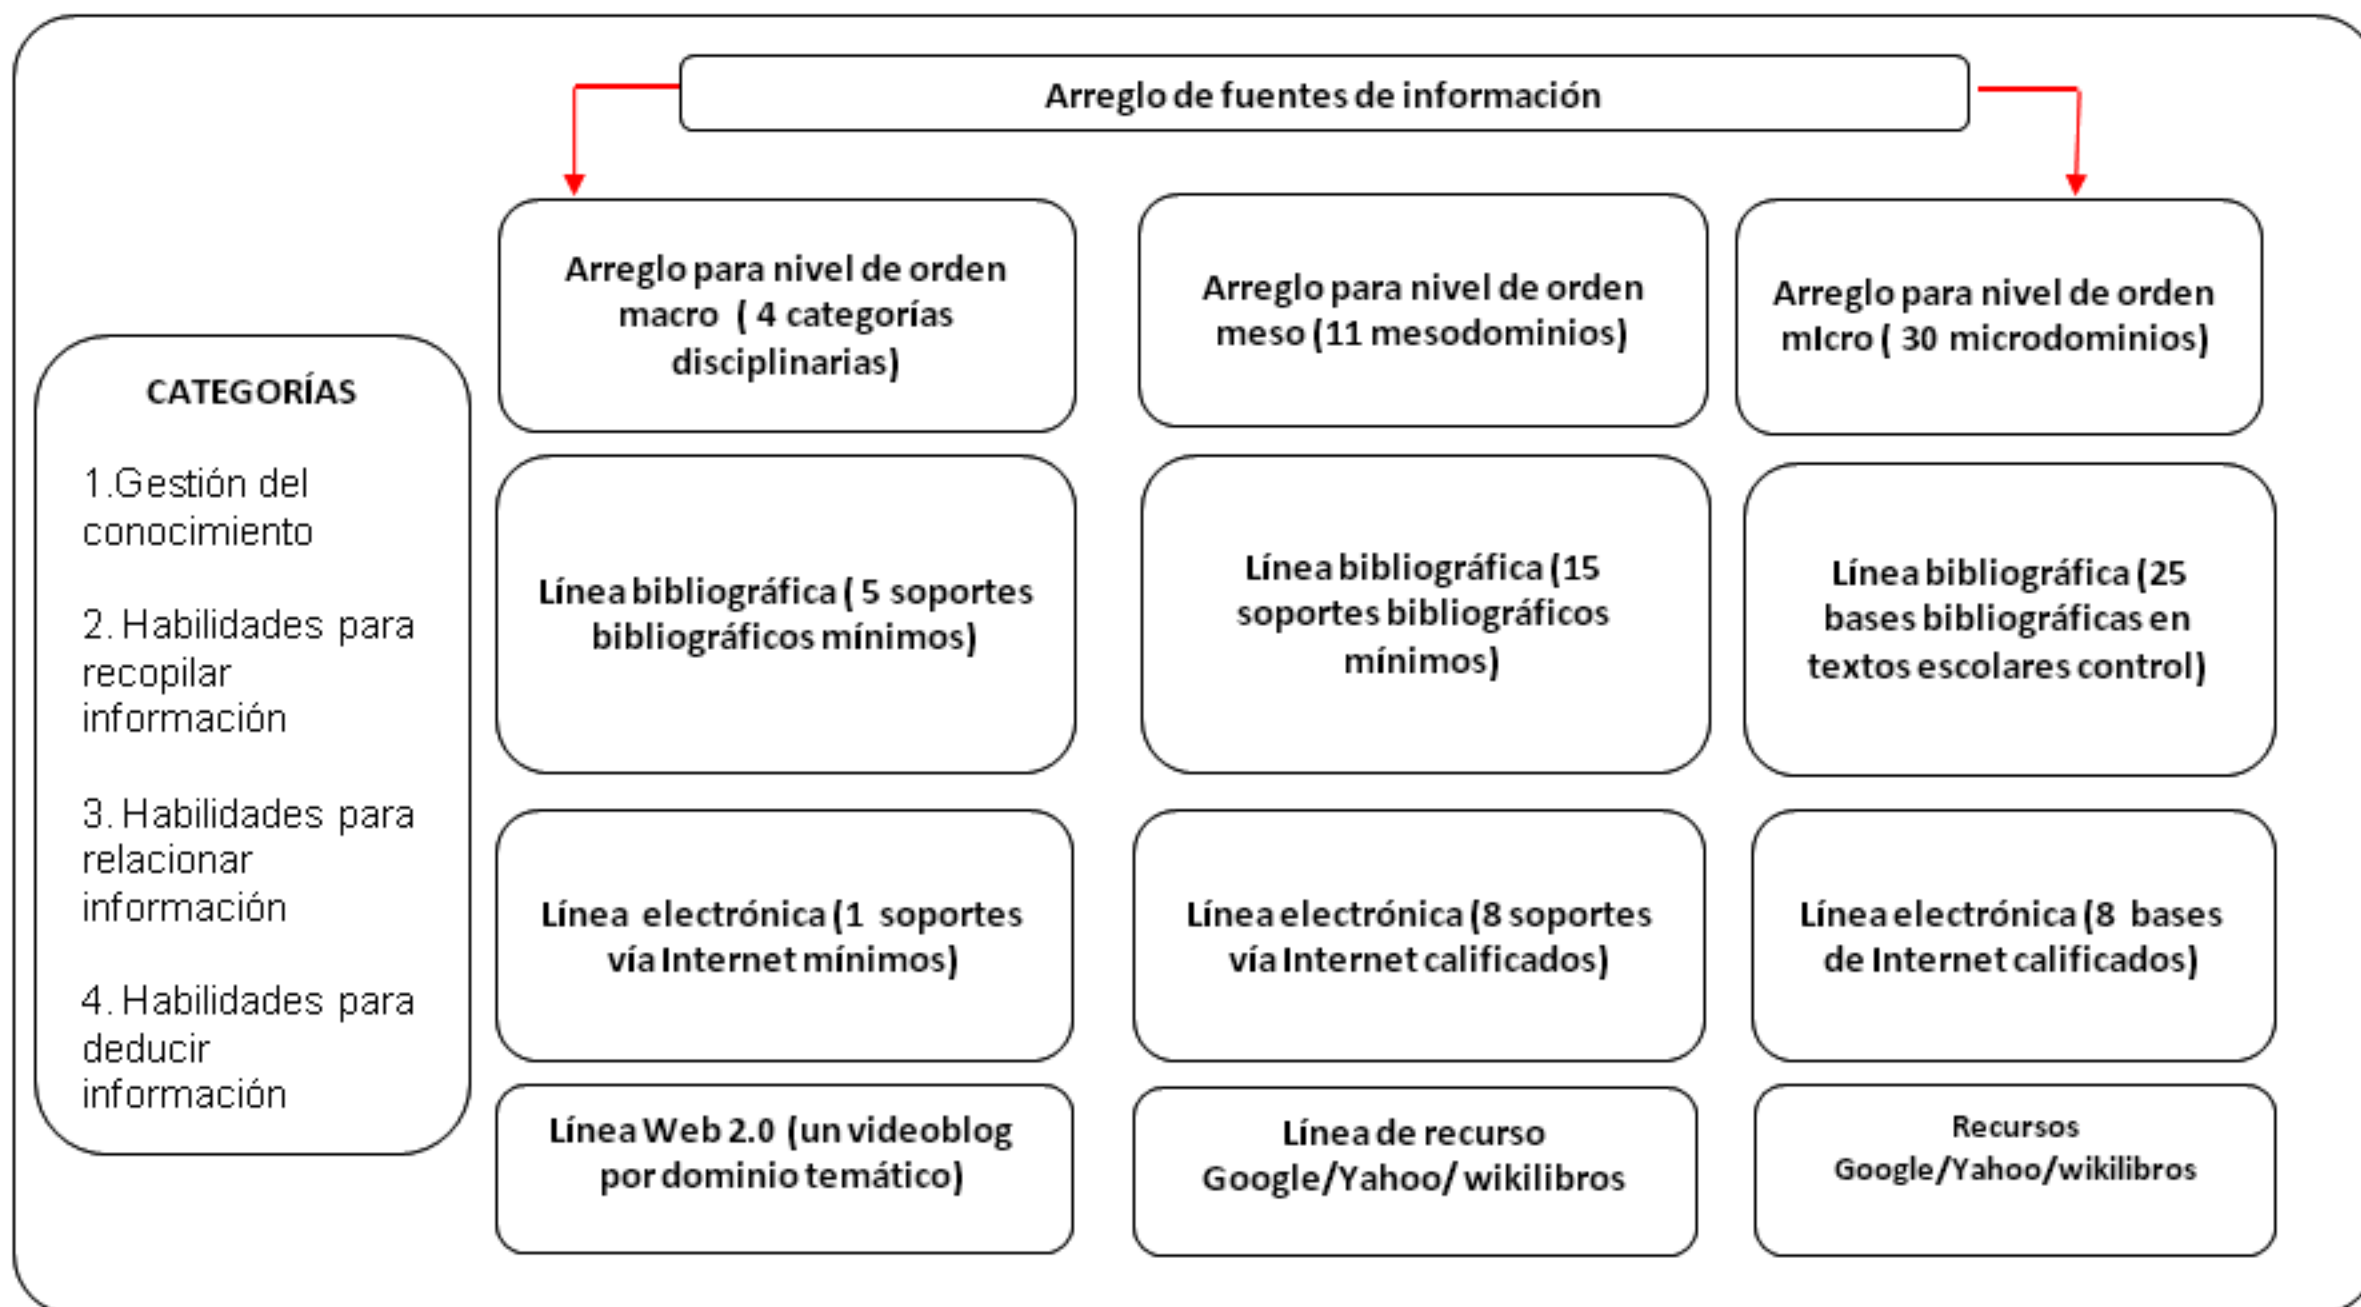 Arreglo de fuentes de información
Arreglo para nivel de orden
macro ( 4 categorías
disciplinarias)
Arreglo para nivel de orden
meso (11 mesodominios)
Arreglo para nivel de orden
mIcro ( 30 microdominios)
CATEGORÍAS
1.Gestión del
conocimiento
2. Habilidades para
recopilar
información
3. Habilidades para
relacionar
información
4. Habilidades para
deducir
información
Línea bibliográfica ( 5 soportes
bibliográficos mínimos)
Línea bibliográfica (15
soportes bibliográficos
mínimos)
Línea bibliográfica (25
bases bibliográficas en
textos escolares control)
Línea electrónica (1 soportes
vía Internet mínimos)
Línea electrónica (8 soportes
vía Internet calificados)
Línea electrónica (8 bases
de Internet calificados)
Línea Web 2.0 (un videoblog
por dominio temático)
Línea de recurso
Google/Yahoo/ wikilibros
Recursos
Google/Yahoo/wikilibros